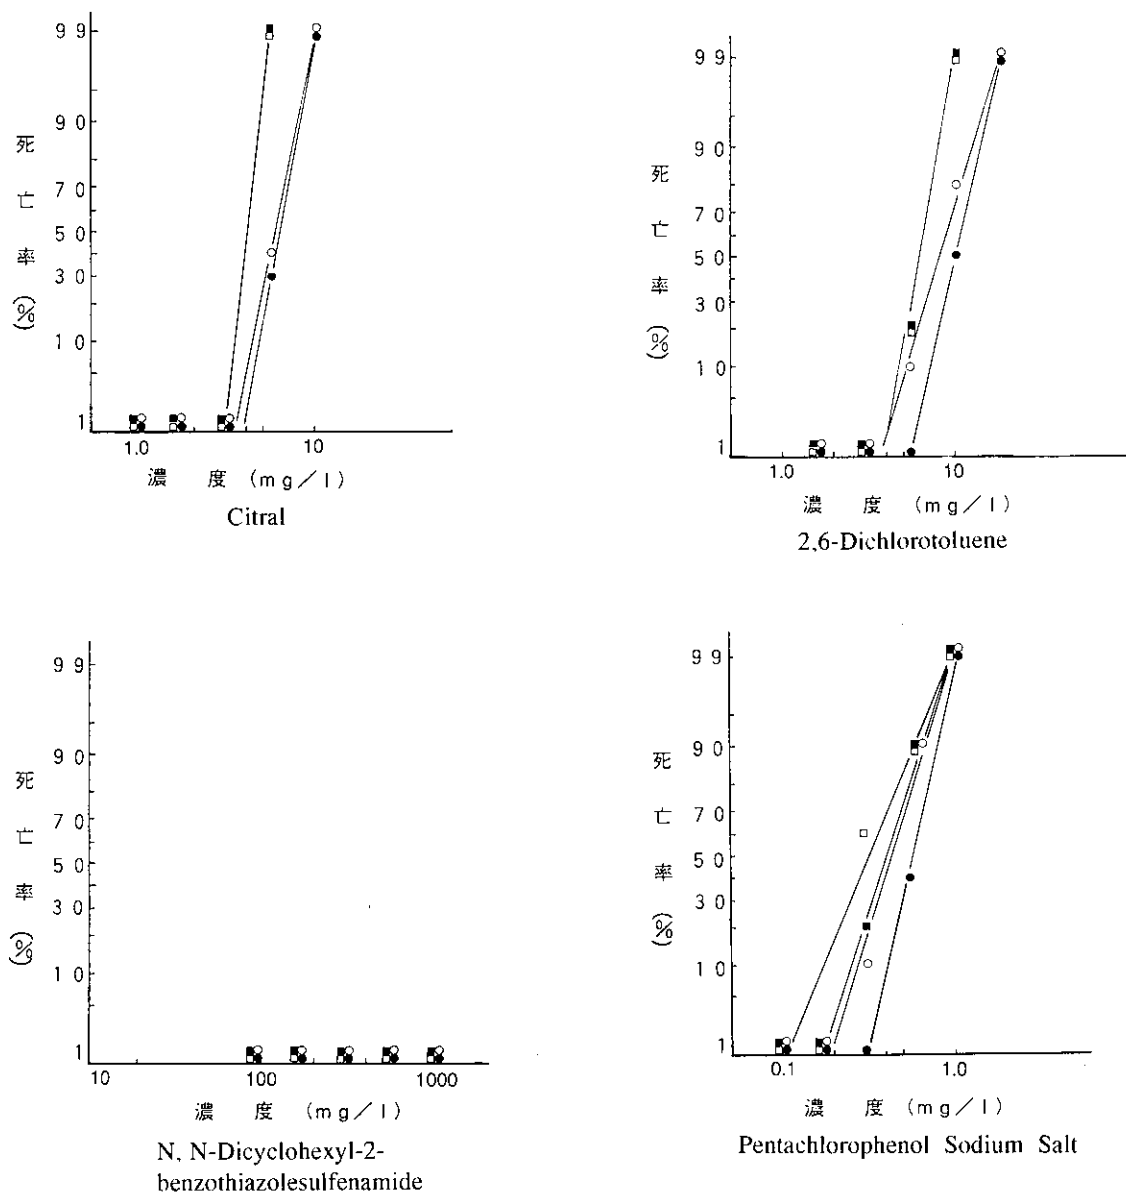 99
90
70
50
30
10
1
死亡率(%)
1.0 10
濃 度 (mg/l)
Citral
99
90
70
50
30
10
1
死亡率(%)
1.0 10
濃 度 (mg/l)
2,6-Dichlorotoluene
99
90
70
50
30
10
1
死亡率(%)
10 100 1000
濃 度 (mg/l)
N, N-Dicyclohexyl-2-
benzothiazolesulfenamide
99
90
70
50
30
10
1
死亡率(%)
0.1 1.0
濃 度 (mg/l)
Pentachlorophenol Sodium Salt